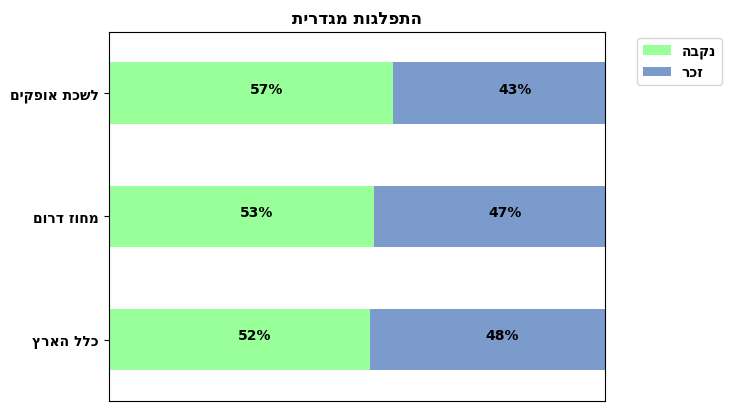 התפלגות מגדרית
נקבה
זכר
לשכת אופקים
57%
43%
מחוז דרום
53%
47%
כלל הארץ
52%
48%